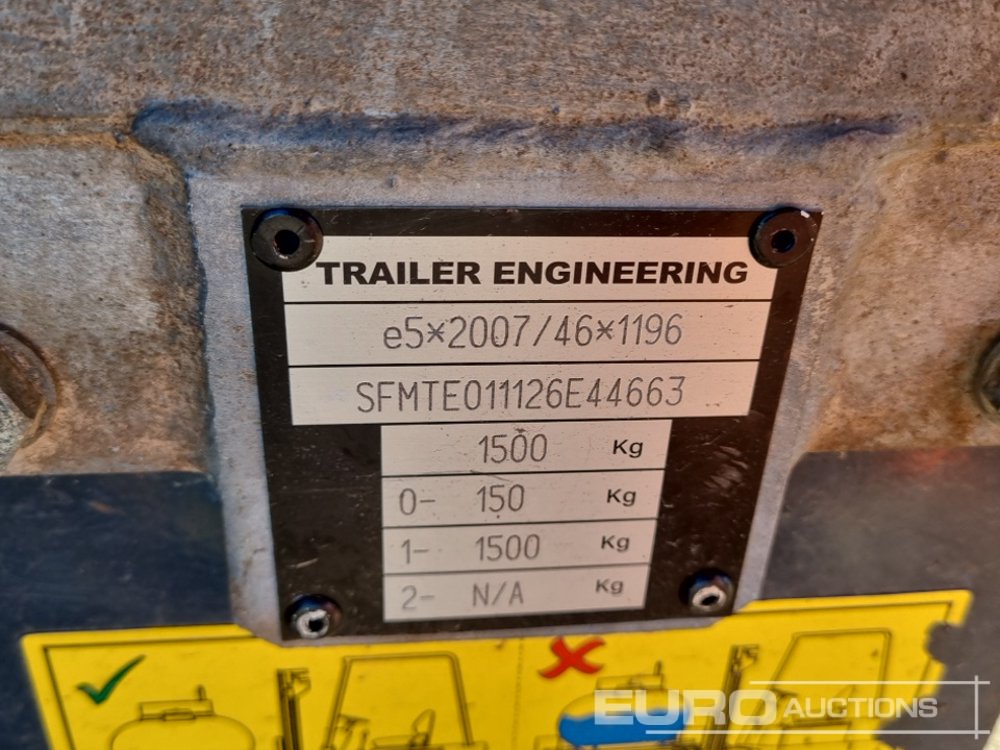 TRAILER ENGINEERING
e5*2007/46*1196
SFMTE011126E44663
1500 Kg
0- 150 Kg
1- 1500 Kg
2- N/A Kg
EURO AUCTIONS